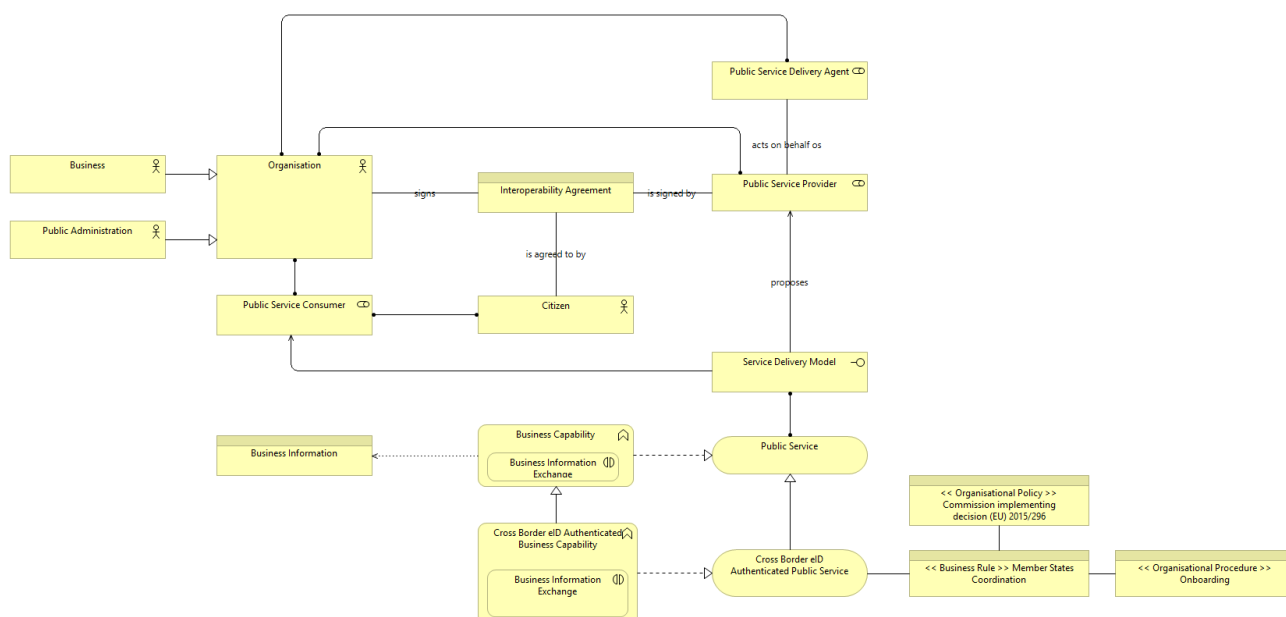 Public Service Delivery Agent
acts on behalf os
Business
Organisation
Interoperability Agreement
Public Service Provider
signs
is signed by
Public Administration
is agreed to by
proposes
Public Service Consumer
Citizen
Service Delivery Model
Business Capability
Public Service
Business Information
Business Information
Exchange
<< Organisational Policy >>
Commission implementing
decision (EU) 2015/296
Cross Border eID Authenticated
Business Capability
Business Information
Exchange
Cross Border eID
Authenticated Public Service
<< Business Rule >> Member States
Coordination
<< Organisational Procedure >>
Onboarding